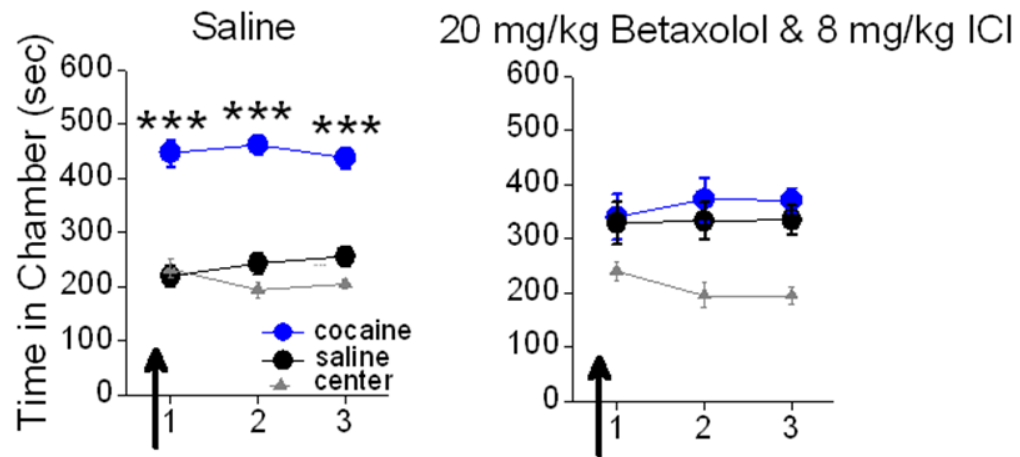 Saline
20 mg/kg Betaxolol & 8 mg/kg ICI
Time in Chamber (sec)
600
500
400
300
200
100
0
*** *** ***
cocaine
saline
center
1 2 3
600
500
400
300
200
100
0
1 2 3